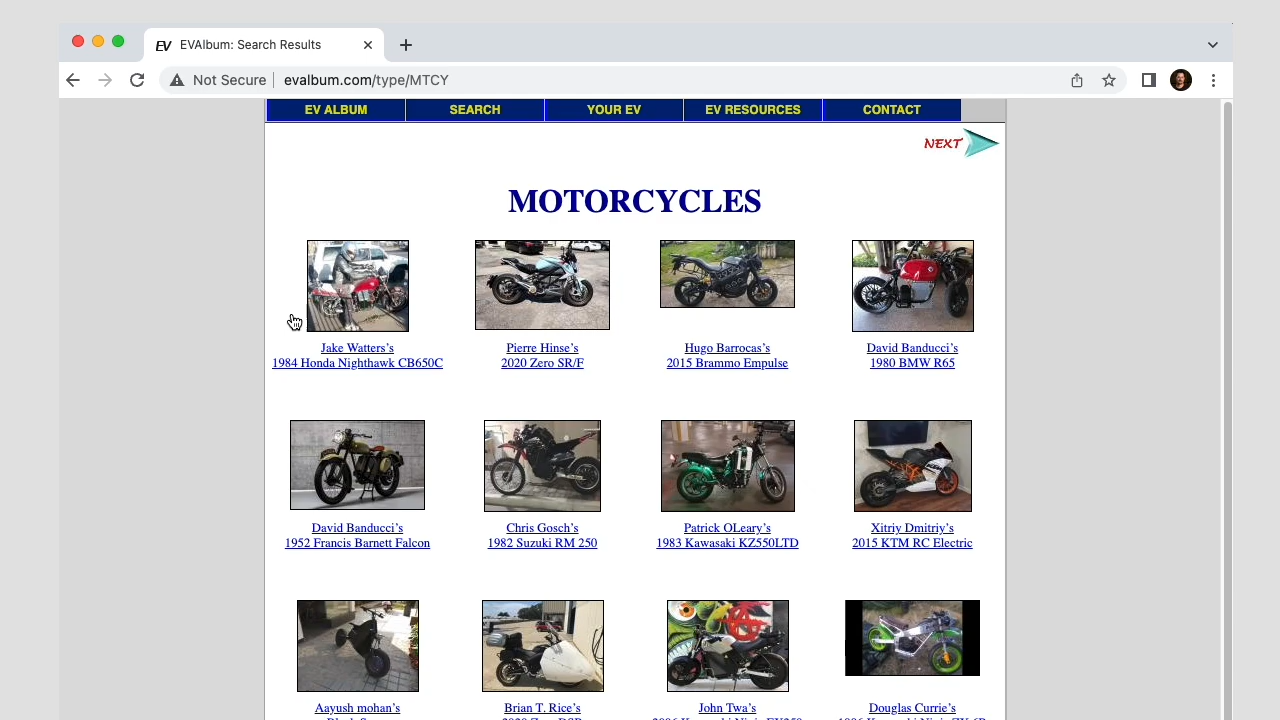 EV EVAlbum: Search Results
Not Secure evalbum.com/type/MTCY
EV ALBUM SEARCH YOUR EV EV RESOURCES CONTACT
NEXT
MOTORCYCLES
Jake Watters's
1984 Honda Nighthawk CB650C
Pierre Hinse's
2020 Zero SR/F
Hugo Barrocas's
2015 Brammo Empulse
David Banducci's
1980 BMW R65
David Banducci's
1952 Francis Barnett Falcon
Chris Gosch's
1982 Suzuki RM 250
Patrick OLeary's
1983 Kawasaki KZ550LTD
Xitriy Dmitriy's
2015 KTM RC Electric
Aayush mohan's
Brian T. Rice's
John Twa's
Douglas Currie's